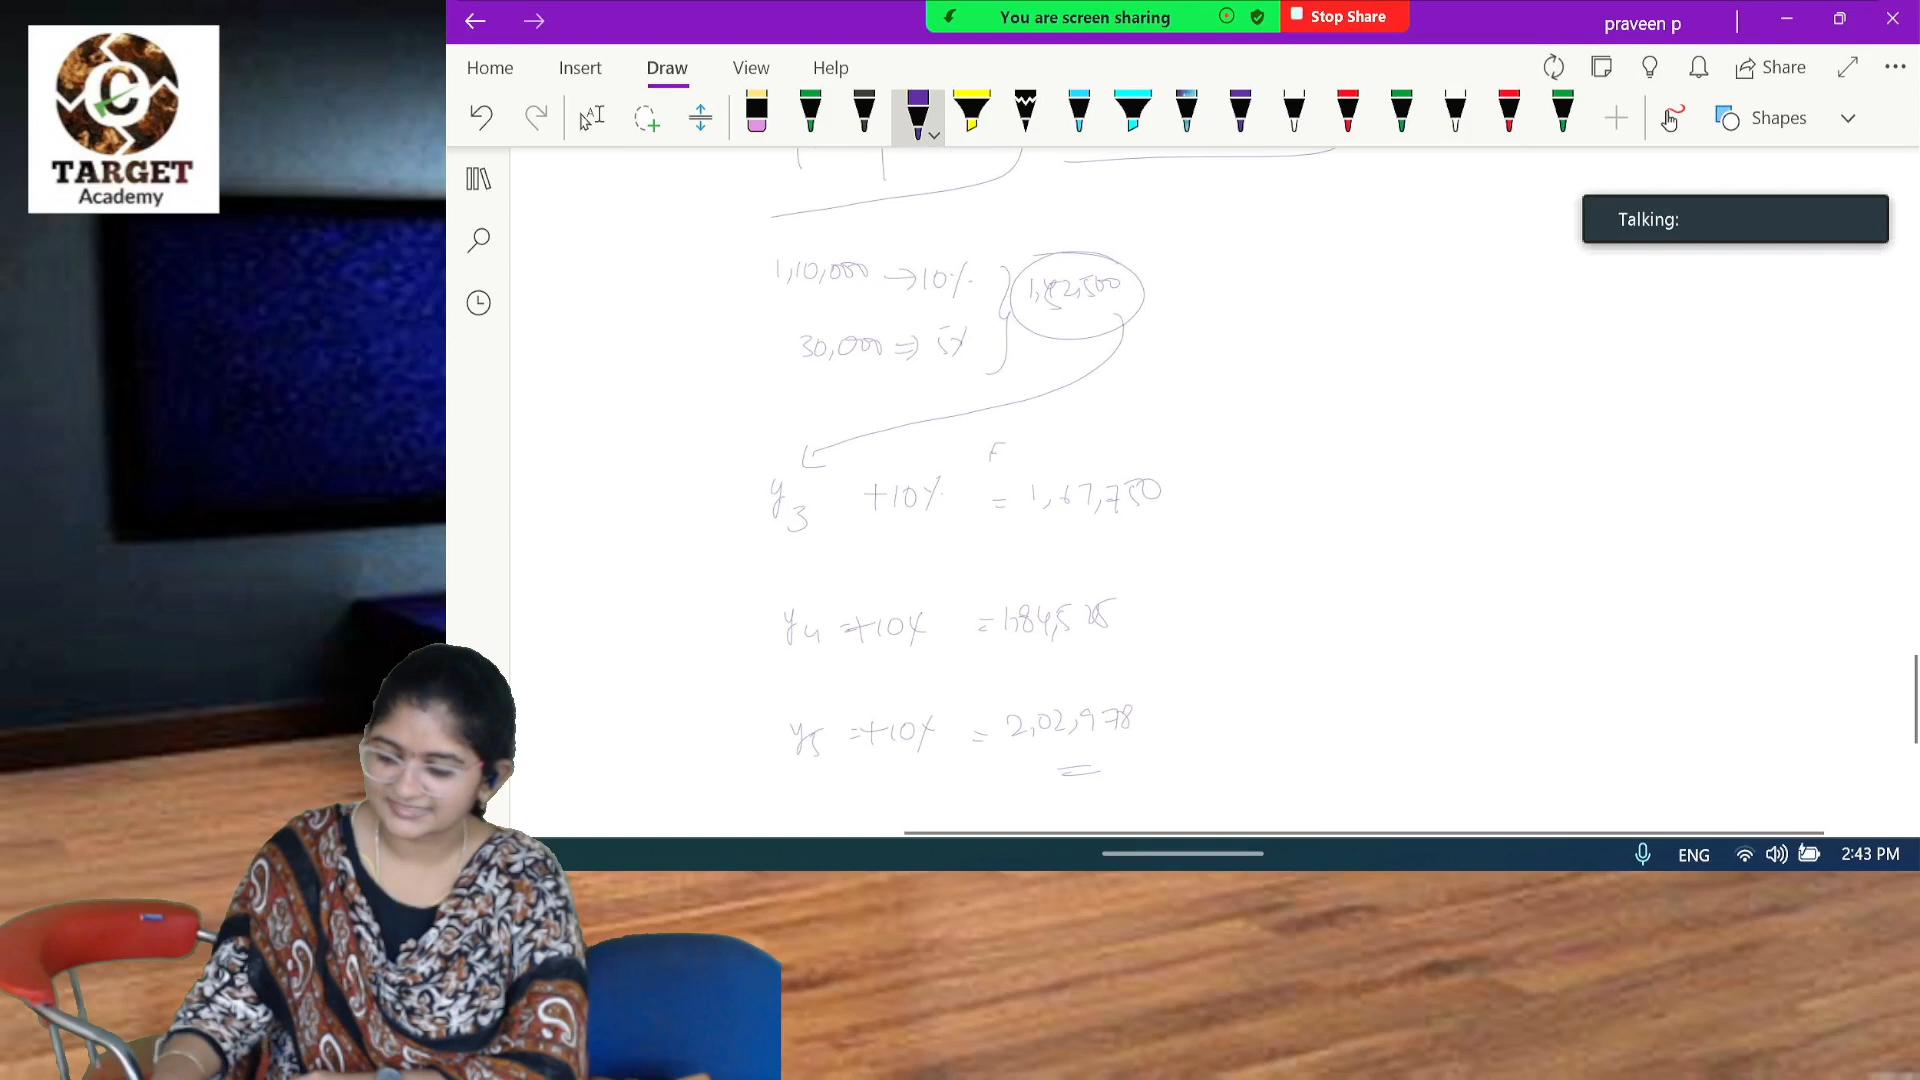 TARGET
Academy
You are screen sharing
Stop Share
praveen p
Home Insert Draw View Help
Share
Shapes
Talking:
1,10,000 → 10%
1,52,500
30,000 ⇒ 5%
F
y3 +10% = 1,67,750
y4 = +10% = 1,84,525
y5 = +10% = 2,02,978
ENG
2:43 PM